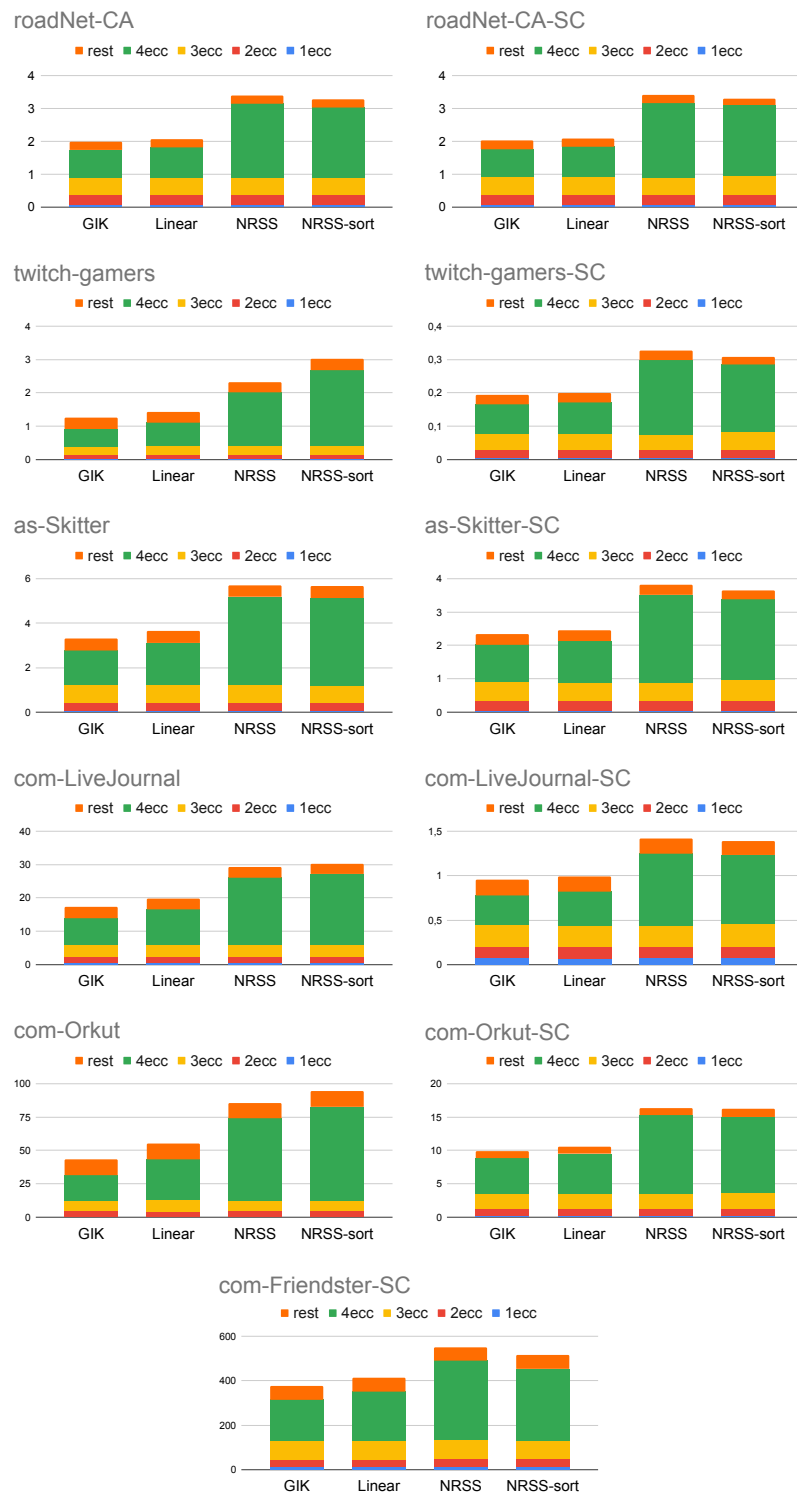 roadNet-CA
rest 4ecc 3ecc 2ecc 1ecc
4
3
2
1
0
GIK Linear NRSS NRSS-sort
roadNet-CA-SC
rest 4ecc 3ecc 2ecc 1ecc
4
3
2
1
0
GIK Linear NRSS NRSS-sort
twitch-gamers
rest 4ecc 3ecc 2ecc 1ecc
4
3
2
1
0
GIK Linear NRSS NRSS-sort
twitch-gamers-SC
rest 4ecc 3ecc 2ecc 1ecc
0,4
0,3
0,2
0,1
0
GIK Linear NRSS NRSS-sort
as-Skitter
rest 4ecc 3ecc 2ecc 1ecc
6
4
2
0
GIK Linear NRSS NRSS-sort
as-Skitter-SC
rest 4ecc 3ecc 2ecc 1ecc
4
3
2
1
0
GIK Linear NRSS NRSS-sort
com-LiveJournal
rest 4ecc 3ecc 2ecc 1ecc
40
30
20
10
0
GIK Linear NRSS NRSS-sort
com-LiveJournal-SC
rest 4ecc 3ecc 2ecc 1ecc
1,5
1
0,5
0
GIK Linear NRSS NRSS-sort
com-Orkut
rest 4ecc 3ecc 2ecc 1ecc
100
75
50
25
0
GIK Linear NRSS NRSS-sort
com-Orkut-SC
rest 4ecc 3ecc 2ecc 1ecc
20
15
10
5
0
GIK Linear NRSS NRSS-sort
com-Friendster-SC
rest 4ecc 3ecc 2ecc 1ecc
600
400
200
0
GIK Linear NRSS NRSS-sort